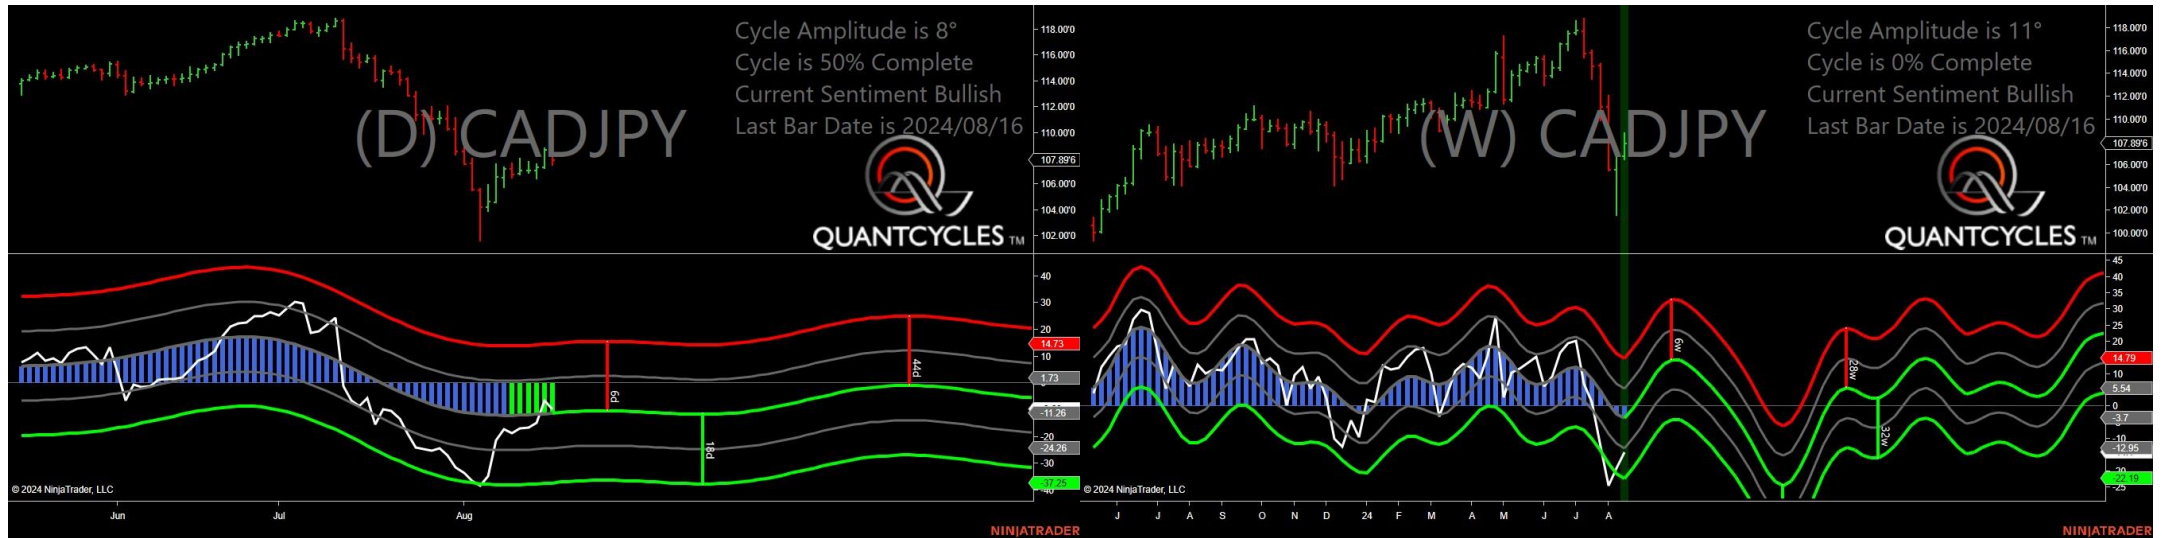 Cycle Amplitude is 8°
Cycle is 50% Complete
Current Sentiment Bullish
Last Bar Date is 2024/08/16
(D) CADJPY
QUANTCYCLES TM
118.00'0
116.00'0
114.00'0
112.00'0
110.00'0
107.89'6
106.00'0
104.00'0
102.00'0
40
30
20
14.73
10
1.73
-11.26
-20
-24.26
-30
-37.25
6d
18d
44d
© 2024 NinjaTrader, LLC
Jun
Jul
Aug
NINJATRADER
Cycle Amplitude is 11°
Cycle is 0% Complete
Current Sentiment Bullish
Last Bar Date is 2024/08/16
(W) CADJPY
QUANTCYCLES TM
118.00'0
116.00'0
114.00'0
112.00'0
110.00'0
107.89'6
106.00'0
104.00'0
102.00'0
100.00'0
45
40
35
30
25
20
14.79
10
5.54
0
-3.7
-10
-12.95
-22.19
-25
6w
28w
32w
© 2024 NinjaTrader, LLC
J J A S O N D 24 F M A M J J A
NINJATRADER